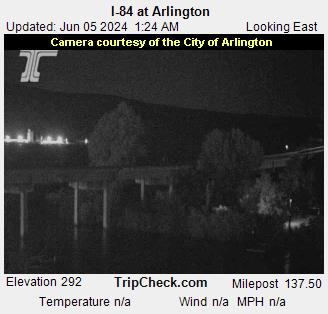 I-84 at Arlington
Updated: Jun 05 2024 1:24 AM Looking East
Camera courtesy of the City of Arlington
Elevation 292 TripCheck.com Milepost 137.50
Temperature n/a Wind n/a MPH n/a